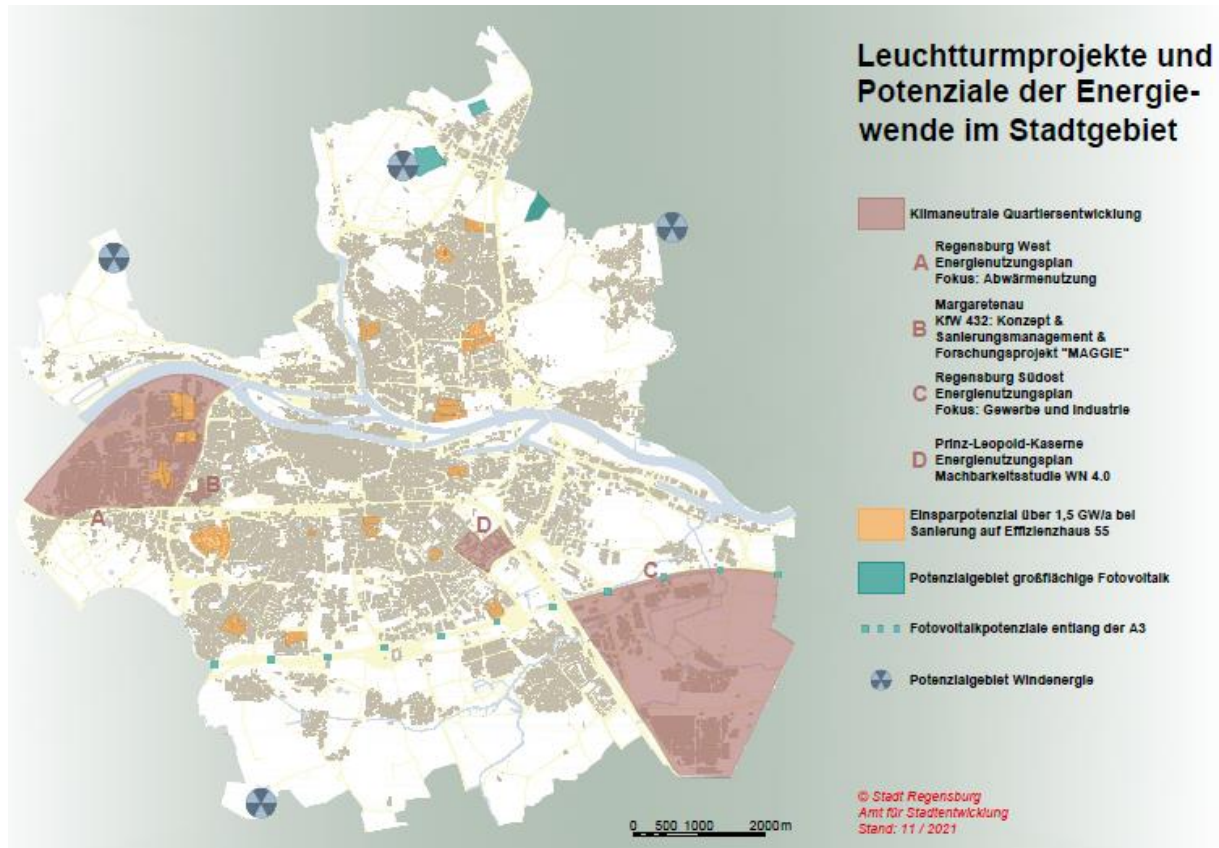 Leuchtturmprojekte und
Potenziale der Energie-
wende im Stadtgebiet
Klimaneutrale Quartiersentwicklung
A
Regensburg West
Energienutzungsplan
Fokus: Abwärmenutzung
B
Margaretenau
KfW 432: Konzept &
Sanierungsmanagement &
Forschungsprojekt "MAGGIE"
C
Regensburg Südost
Energienutzungsplan
Fokus: Gewerbe und Industrie
D
Prinz-Leopold-Kaserne
Energienutzungsplan
Machbarkeitsstudie WN 4.0
Einsparpotenzial über 1,5 GW/a bei
Sanierung auf Effizienzhaus 55
Potenzialgebiet großflächige Fotovoltaik
Fotovoltaikpotenziale entlang der A3
Potenzialgebiet Windenergie
B
A
D
C
0 500 1000 2000m
© Stadt Regensburg
Amt für Stadtentwicklung
Stand: 11 / 2021